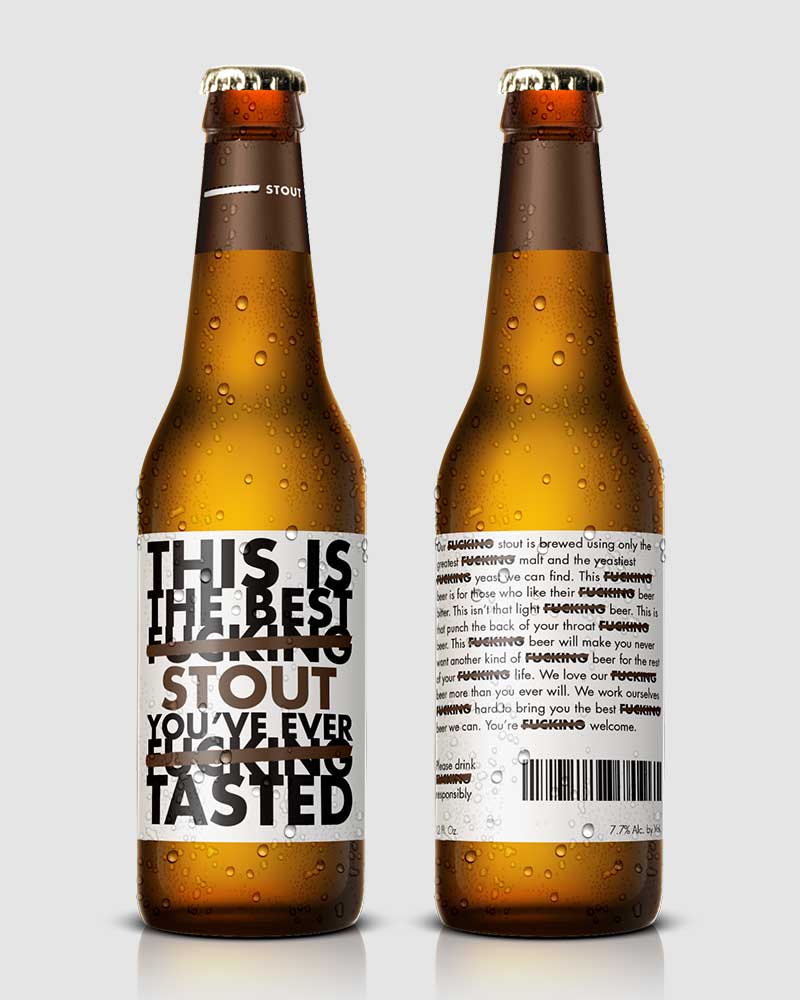 STOUT
THIS IS
THE BEST
FUCKING
STOUT
YOU'VE EVER
FUCKING
TASTED
"Our FUCKING stout is brewed using only the
greatest FUCKING malt and the yeastiest
FUCKING yeast we can find. This FUCKING
beer is for those who like their FUCKING beer
bitter. This isn't that light FUCKING beer. This is
that punch the back of your throat FUCKING
beer. This FUCKING beer will make you never
want another kind of FUCKING beer for the rest
of your FUCKING life. We love our FUCKING
beer more than you ever will. We work ourselves
FUCKING hard to bring you the best FUCKING
beer we can. You're FUCKING welcome.
Please drink
FUCKING
responsibly
12 Fl. Oz.
7.7% Alc. by Vol.